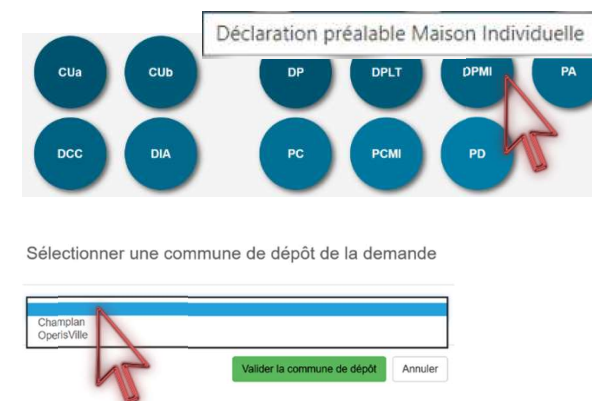 Déclaration préalable Maison Individuelle
CUa CUb DP DPLT DPMI PA
DCC DIA PC PCMI PD
Sélectionner une commune de dépôt de la demande
Champlan
OperisVille
Valider la commune de dépôt Annuler